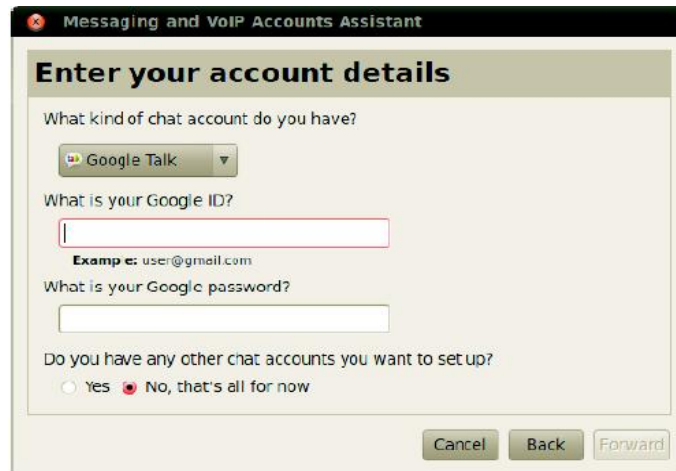 Messaging and VoIP Accounts Assistant
Enter your account details
What kind of chat account do you have?
Google Talk
What is your Google ID?
Example: user@gmail.com
What is your Google password?
Do you have any other chat accounts you want to set up?
Yes No, that's all for now
Cancel Back Forward